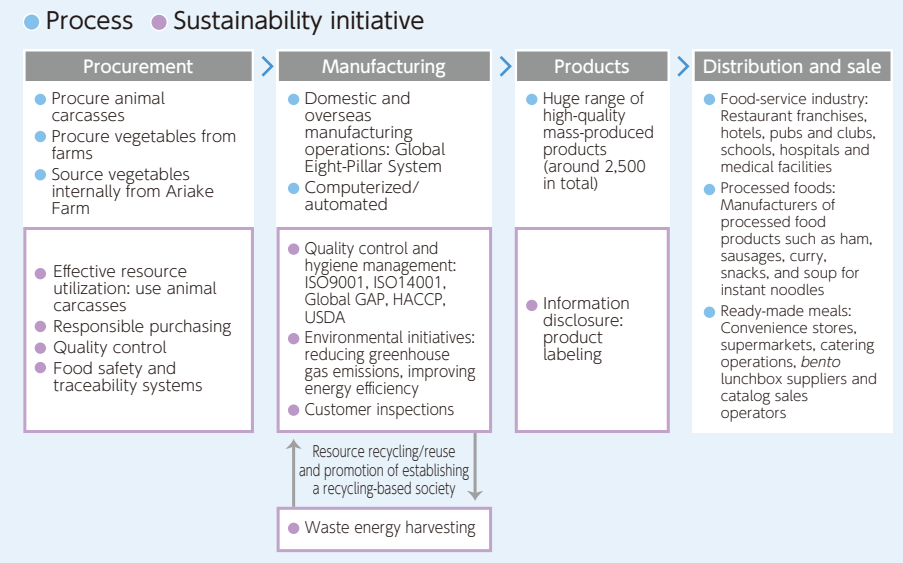 Process Sustainability initiative
Procurement
Procure animal
carcasses
Procure vegetables from
farms
Source vegetables
internally from Ariake
Farm
Effective resource
utilization: use animal
carcasses
Responsible purchasing
Quality control
Food safety and
traceability systems
Manufacturing
Domestic and
overseas
manufacturing
operations: Global
Eight-Pillar System
Computerized/
automated
Quality control and
hygiene management:
ISO9001, ISO14001,
Global GAP, HACCP,
USDA
Environmental initiatives:
reducing greenhouse
gas emissions, improving
energy efficiency
Customer inspections
Resource recycling/reuse
and promotion of establishing
a recycling-based society
Waste energy harvesting
Products
Huge range of
high-quality
mass-produced
products
(around 2,500
in total)
Information
disclosure:
product
labeling
Distribution and sale
Food-service industry:
Restaurant franchises,
hotels, pubs and clubs,
schools, hospitals and
medical facilities
Processed foods:
Manufacturers of
processed food
products such as ham,
sausages, curry,
snacks, and soup for
instant noodles
Ready-made meals:
Convenience stores,
supermarkets, catering
operations, bento
lunchbox suppliers and
catalog sales
operators